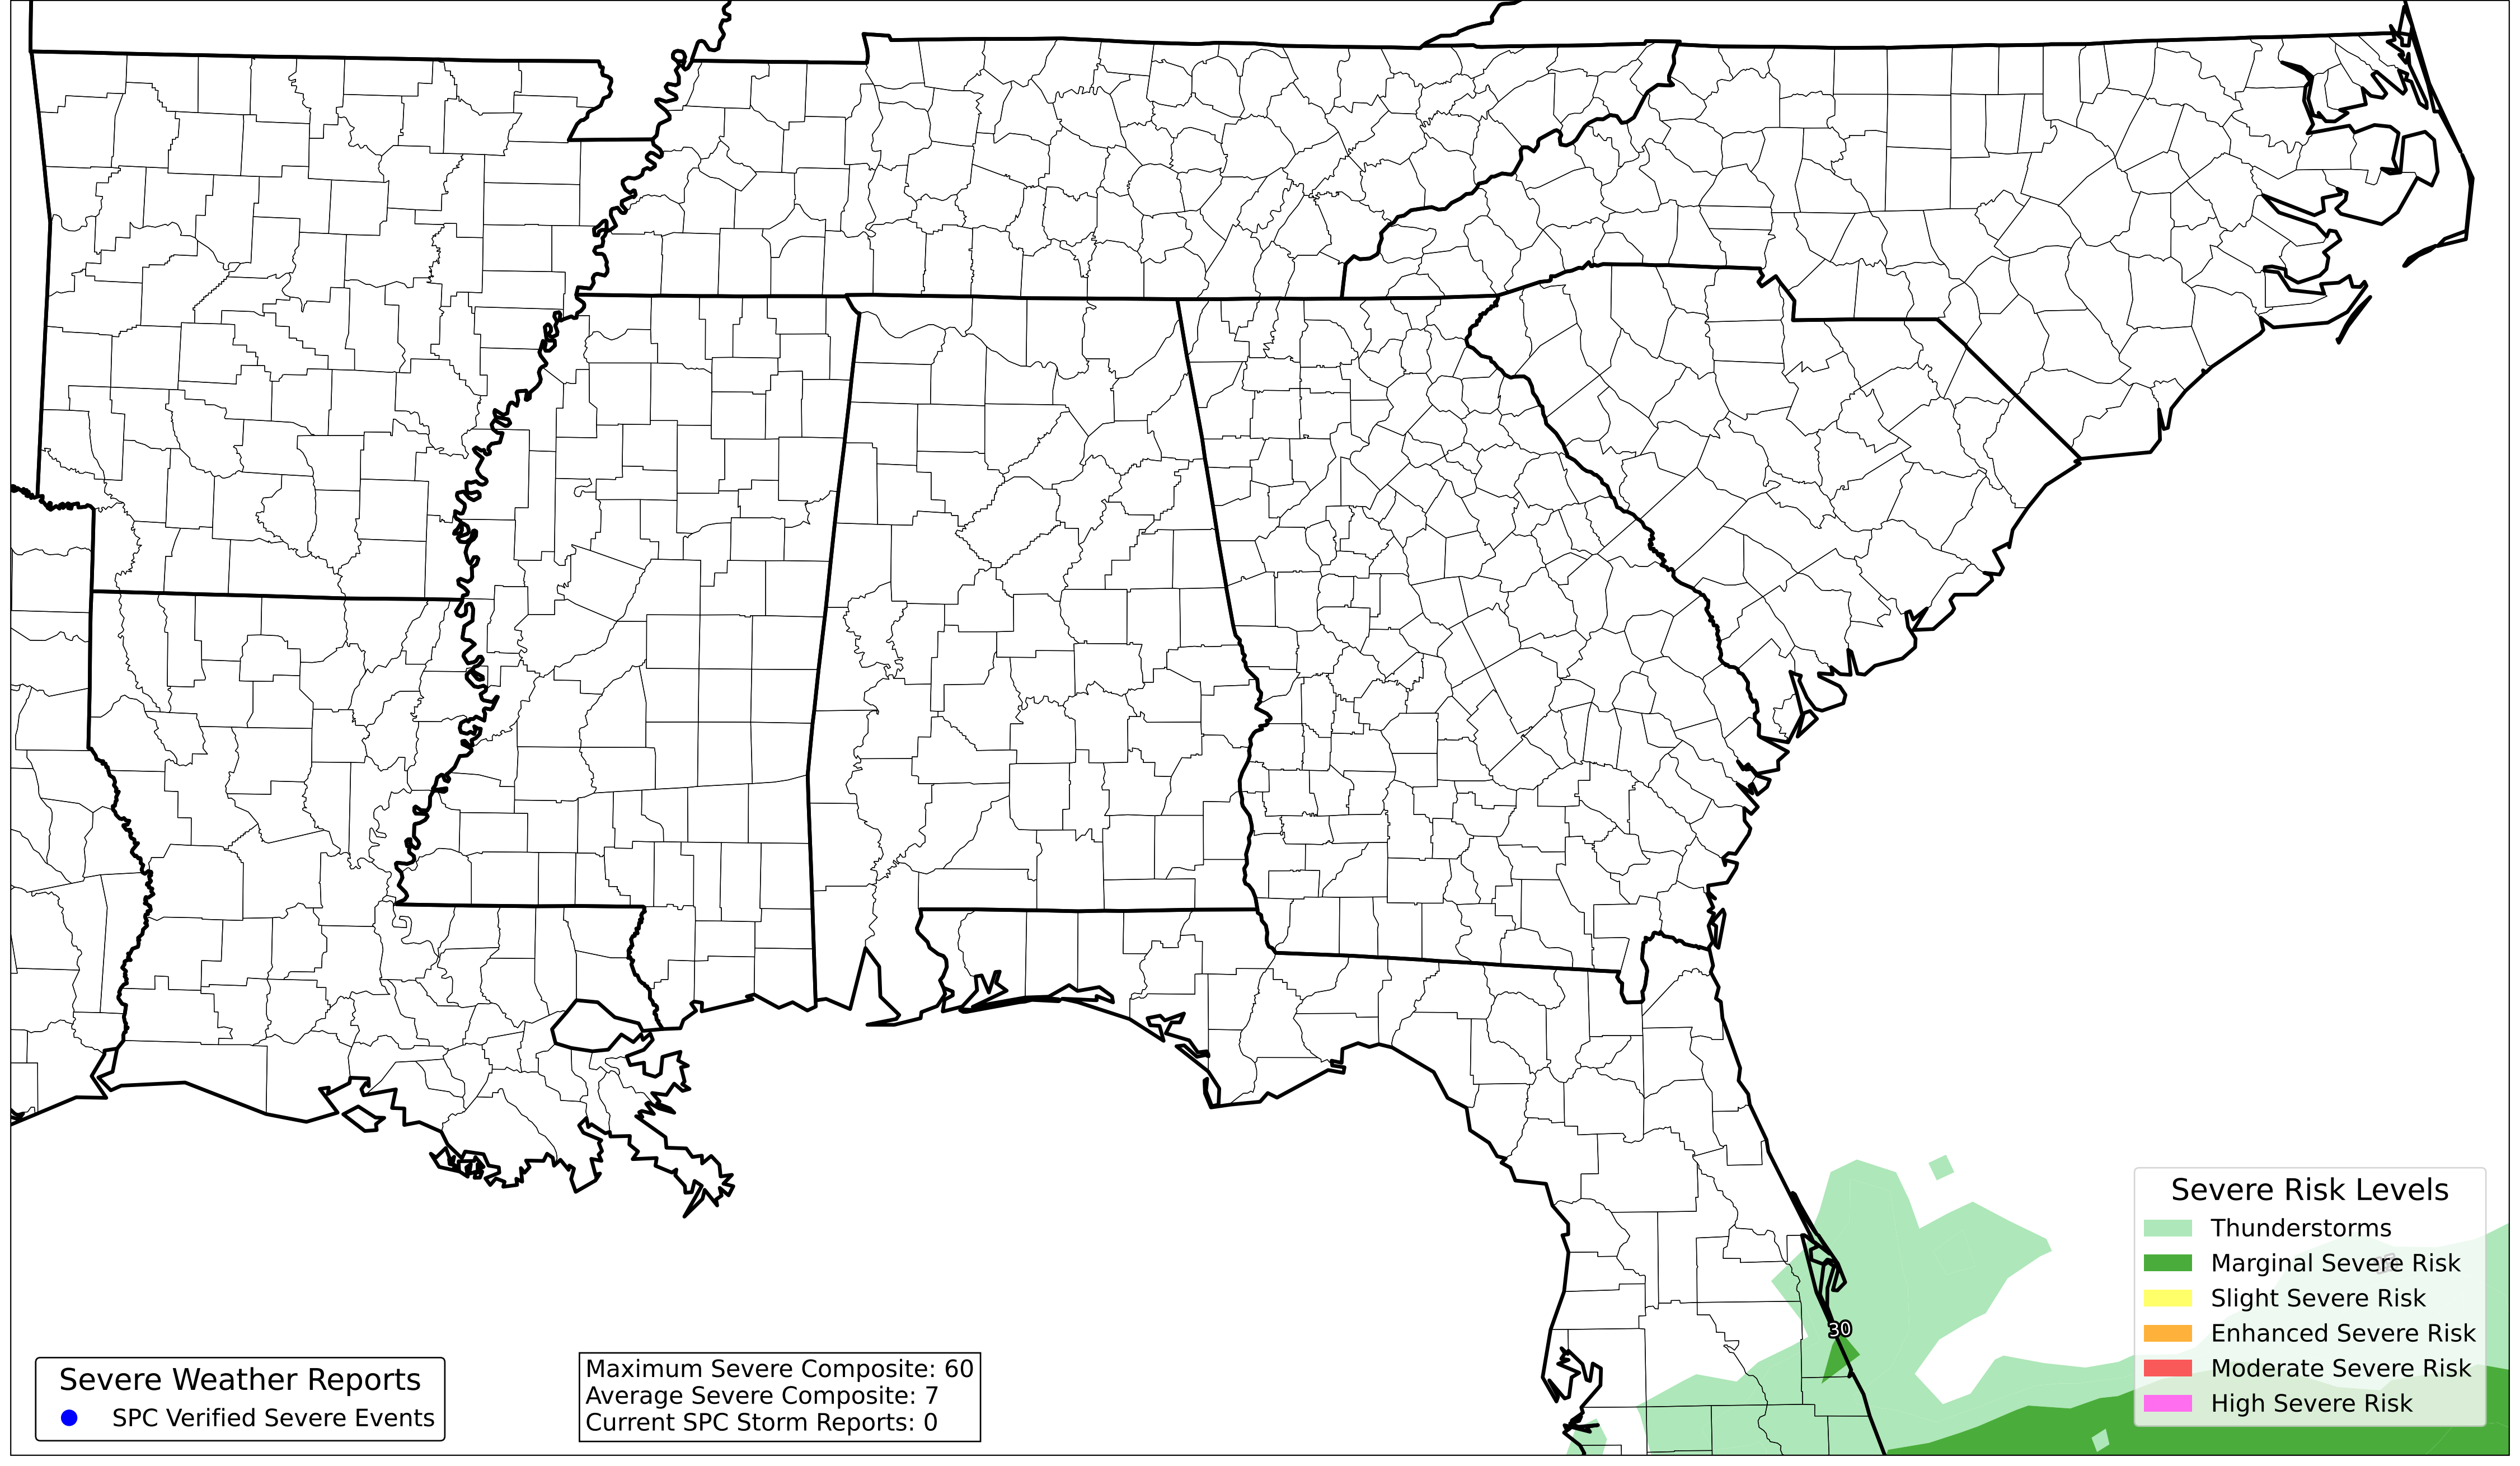 Severe Risk Levels
Thunderstorms
Marginal Severe Risk
Slight Severe Risk
Enhanced Severe Risk
Moderate Severe Risk
High Severe Risk
30
Severe Weather Reports
SPC Verified Severe Events
Maximum Severe Composite: 60
Average Severe Composite: 7
Current SPC Storm Reports: 0